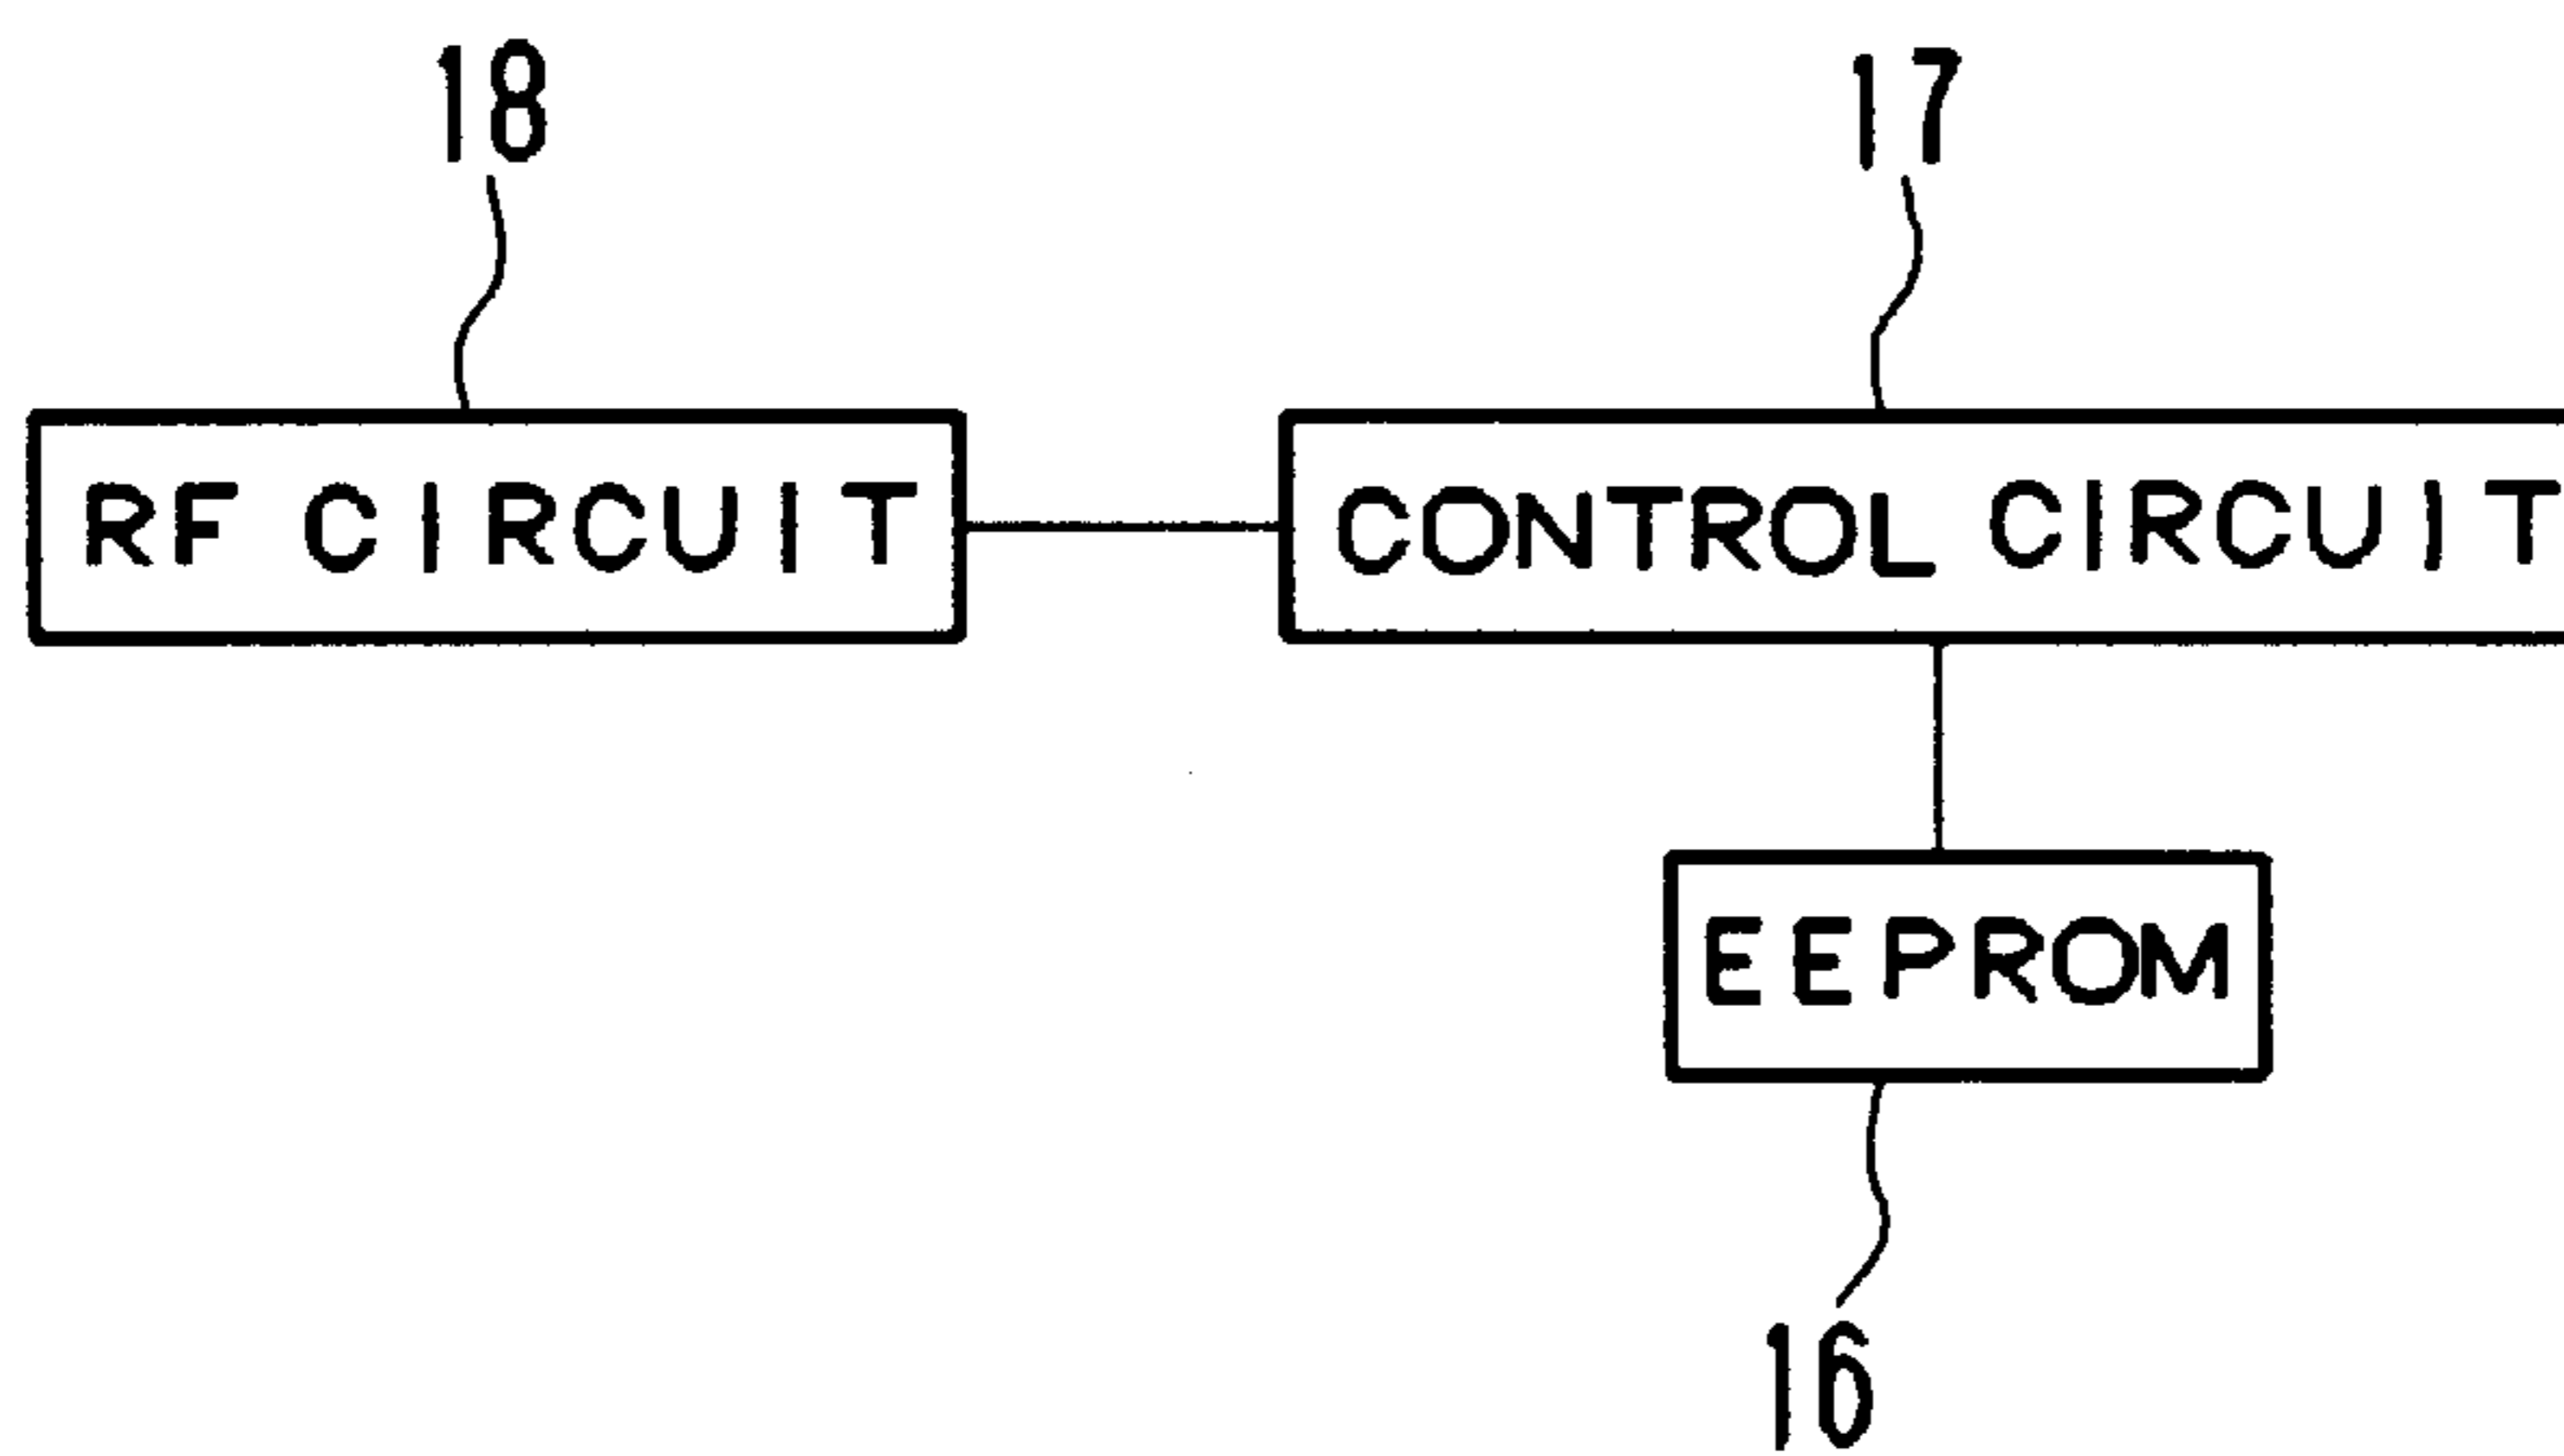 18
17
RF CIRCUIT
CONTROL CIRCUIT
EEPROM
16